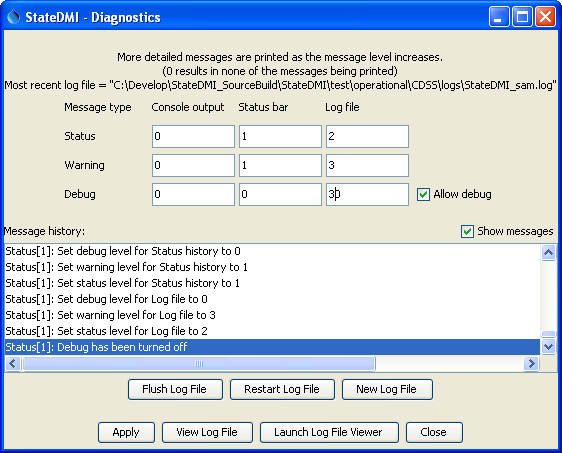 StateDMI - Diagnostics
More detailed messages are printed as the message level increases.
(0 results in none of the messages being printed)
Most recent log file = "C:\Develop\StateDMI_SourceBuild\StateDMI\test\operational\CDSS\logs\StateDMI_sam.log"
Message type Console output Status bar Log file
Status 0 1 2
Warning 0 1 3
Debug 0 0 30 Allow debug
Message history: Show messages
Status[1]: Set debug level for Status history to 0
Status[1]: Set warning level for Status history to 1
Status[1]: Set status level for Status history to 1
Status[1]: Set debug level for Log file to 0
Status[1]: Set warning level for Log file to 3
Status[1]: Set status level for Log file to 2
Status[1]: Debug has been turned off
Flush Log File Restart Log File New Log File
Apply View Log File Launch Log File Viewer Close